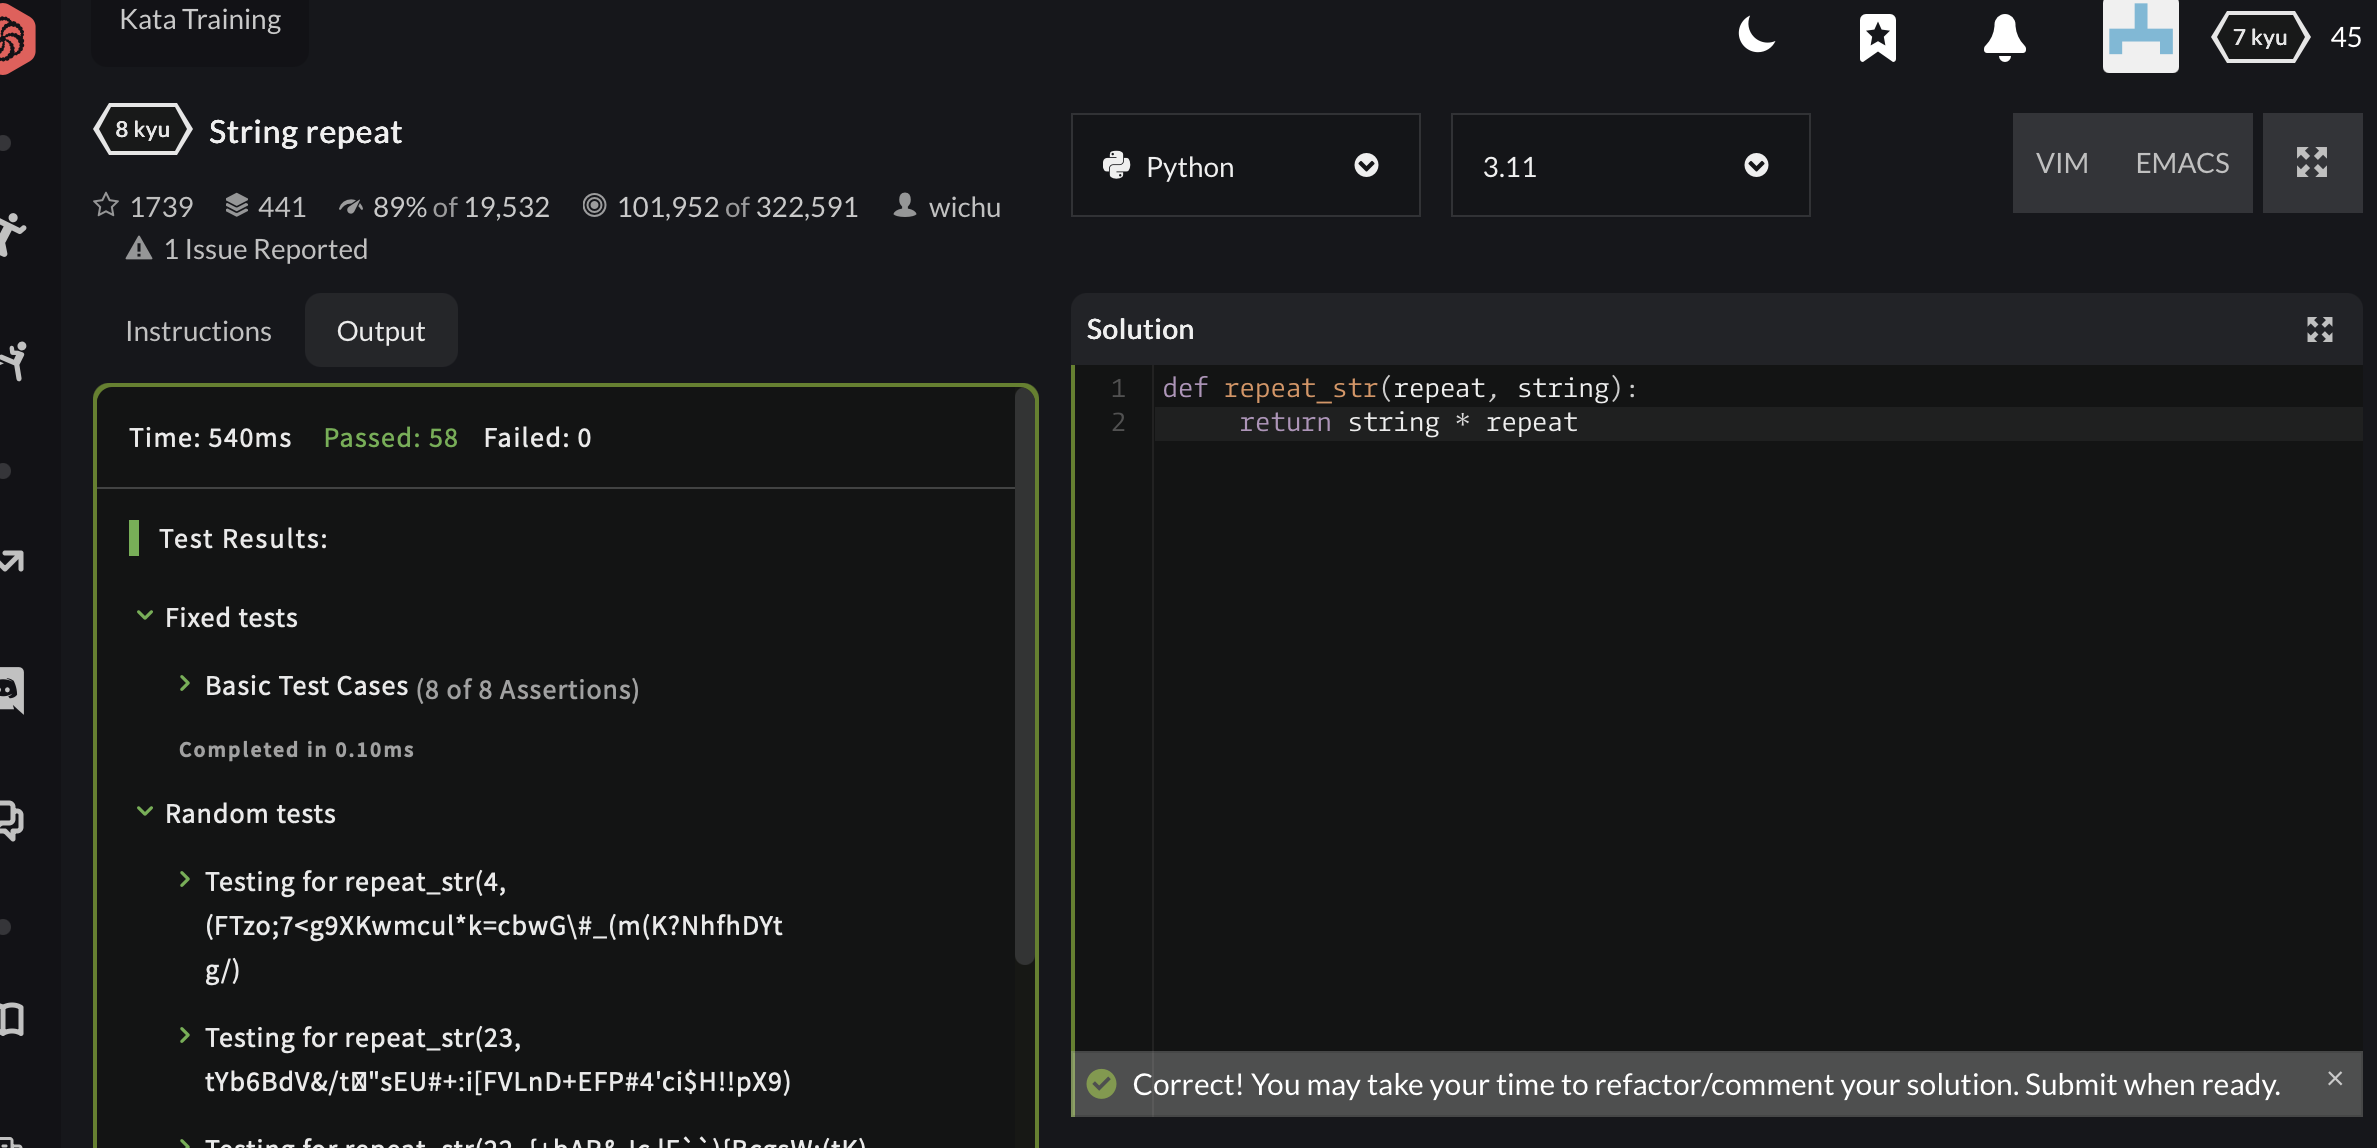 Kata Training
7 kyu 45
8 kyu String repeat
1739 441 89% of 19,532 101,952 of 322,591 wichu
1 Issue Reported
Python
3.11
VIM EMACS
Instructions Output
Time: 540ms Passed: 58 Failed: 0
Test Results:
Fixed tests
Basic Test Cases (8 of 8 Assertions)
Completed in 0.10ms
Random tests
Testing for repeat_str(4,
(FTzo;7<g9XKwmcul*k=cbwG\#_(m(K?NhfhDYt
g/)
Testing for repeat_str(23,
tYb6BdV&/t"sEU#+:i[FVLnD+EFP#4'ci$H!!pX9)
Solution
1 def repeat_str(repeat, string):
2 return string * repeat
Correct! You may take your time to refactor/comment your solution. Submit when ready.